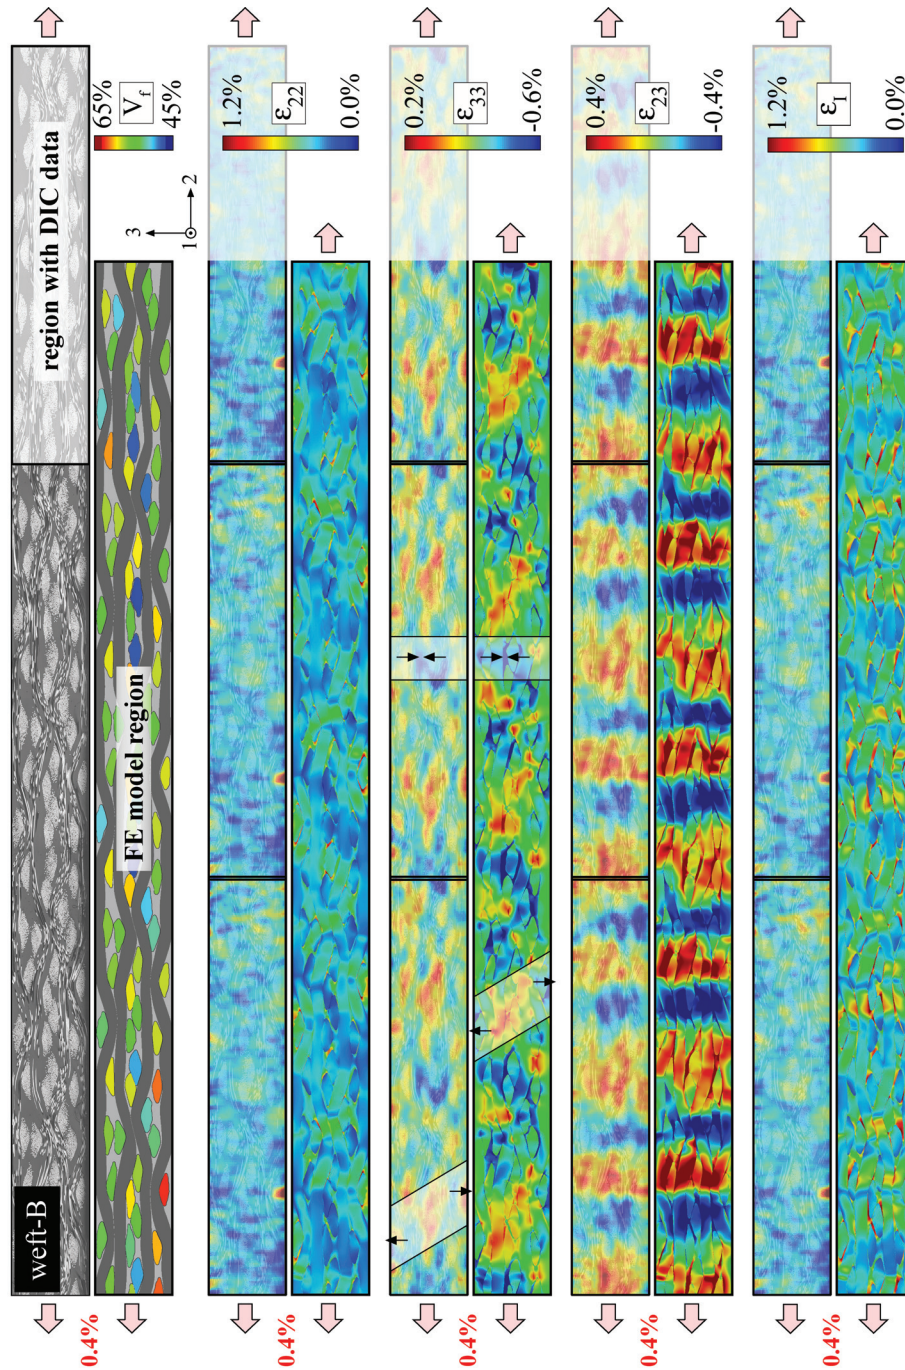 weft-B
region with DIC data
FE model region
65%
V_f
45%
3
1
2
0.4%
1.2%
ε₂₂
0.0%
0.4%
0.2%
ε₃₃
-0.6%
0.4%
0.4%
ε₂₃
-0.4%
0.4%
1.2%
ε_I
0.0%
0.4%